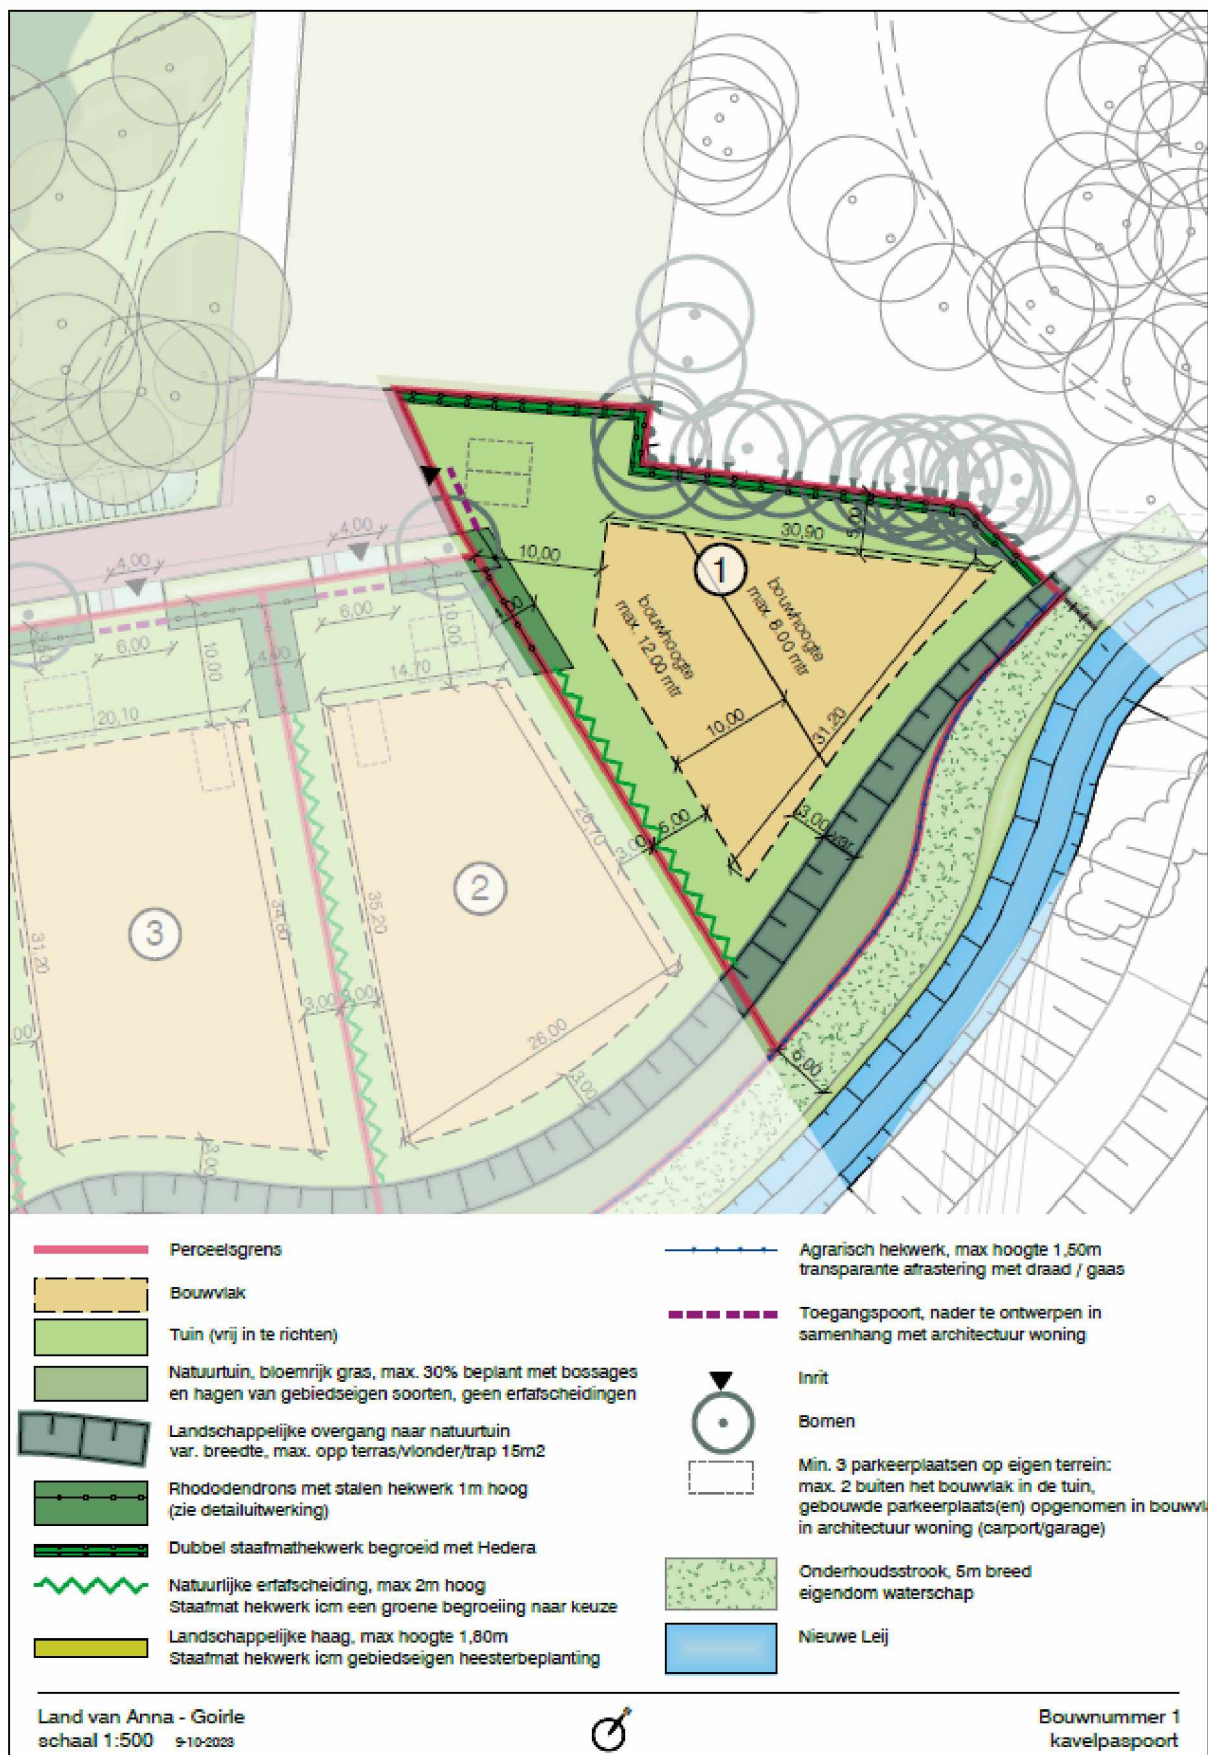 4,00
4,00
10,00
30,90
5,00
1
bouwhoogte
max. 6.00 mtr
bouwhoogte
max. 12.00 mtr
6,00
6,00
10,00
10,00
4,00
14,70
20,10
10,00
31,20
3,00 var.
3,00
5,00
26,70
2
3
31,20
34,80
35,20
3,00
3,00
26,00
3,00
3,00
5,00
Perceelsgrens
Bouwvlak
Tuin (vrij in te richten)
Natuurtuin, bloemrijk gras, max. 30% beplant met bossages
en hagen van gebiedseigen soorten, geen erfafscheidingen
Landschappelijke overgang naar natuurtuin
var. breedte, max. opp terras/vlonder/trap 15m2
Rhododendrons met stalen hekwerk 1m hoog
(zie detailuitwerking)
Dubbel staafmathekwerk begroeid met Hedera
Natuurlijke erfafscheiding, max 2m hoog
Staafmat hekwerk icm een groene begroeiing naar keuze
Landschappelijke haag, max hoogte 1,80m
Staafmat hekwerk icm gebiedseigen heesterbeplanting
Agrarisch hekwerk, max hoogte 1,50m
transparante afrastering met draad / gaas
Toegangspoort, nader te ontwerpen in
samenhang met architectuur woning
Inrit
Bomen
Min. 3 parkeerplaatsen op eigen terrein:
max. 2 buiten het bouwvlak in de tuin,
gebouwde parkeerplaats(en) opgenomen in bouwvl
in architectuur woning (carport/garage)
Onderhoudsstrook, 5m breed
eigendom waterschap
Nieuwe Leij
Land van Anna - Goirle
schaal 1:500 9-10-2023
Bouwnummer 1
kavelpaspoort